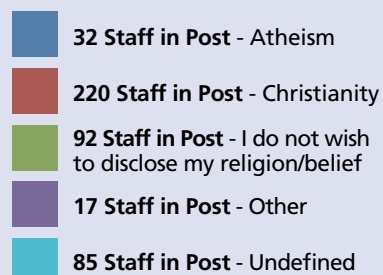 32 Staff in Post - Atheism
220 Staff in Post - Christianity
92 Staff in Post - I do not wish
to disclose my religion/belief
17 Staff in Post - Other
85 Staff in Post - Undefined